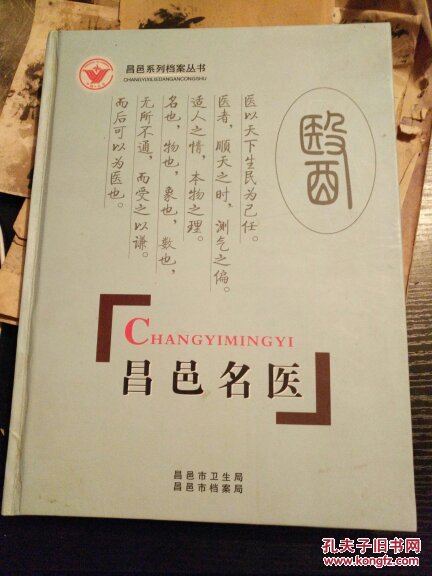 昌邑系列档案丛书
CHANGYIXILIEDANGANCONGSHU
醫
医以天下生民为己任。
医者，顺天之时，测气之偏。
适人之情，本物之理。
名也，物也，象也，数也，
无所不通，而受之以谦。
而后可以为医也。
CHANGYIMINGYI
昌邑名医
昌邑市卫生局
昌邑市档案局
孔夫子旧书网